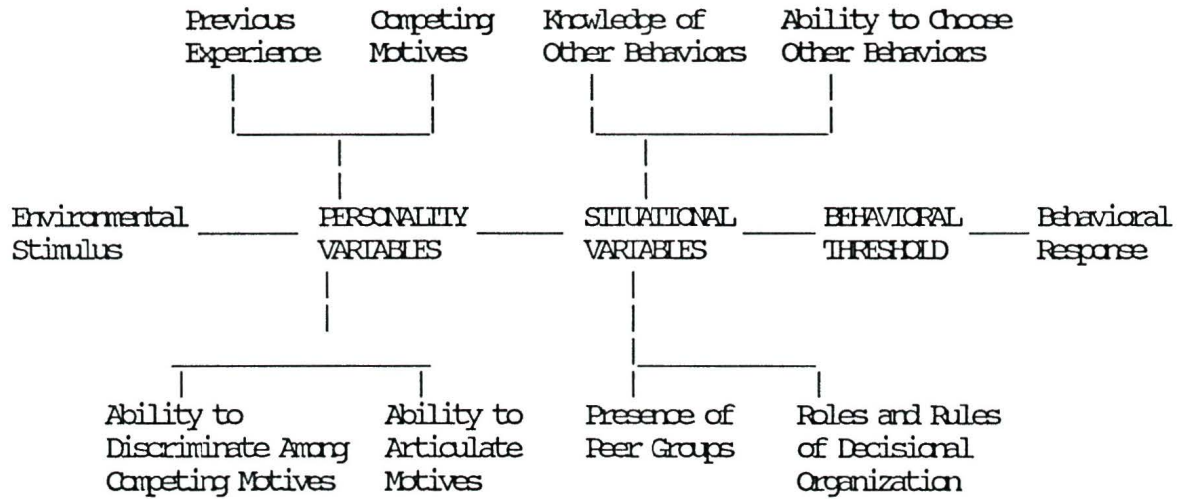 Previous Competing Knowledge of Ability to Choose
Experience Motives Other Behaviors Other Behaviors
Environmental PERSONALITY SITUATIONAL BEHAVIORAL Behavioral
Stimulus VARIABLES VARIABLES THRESHOLD Response
Ability to Ability to Presence of Roles and Rules
Discriminate Among Articulate Peer Groups of Decisional
Competing Motives Motives Organization